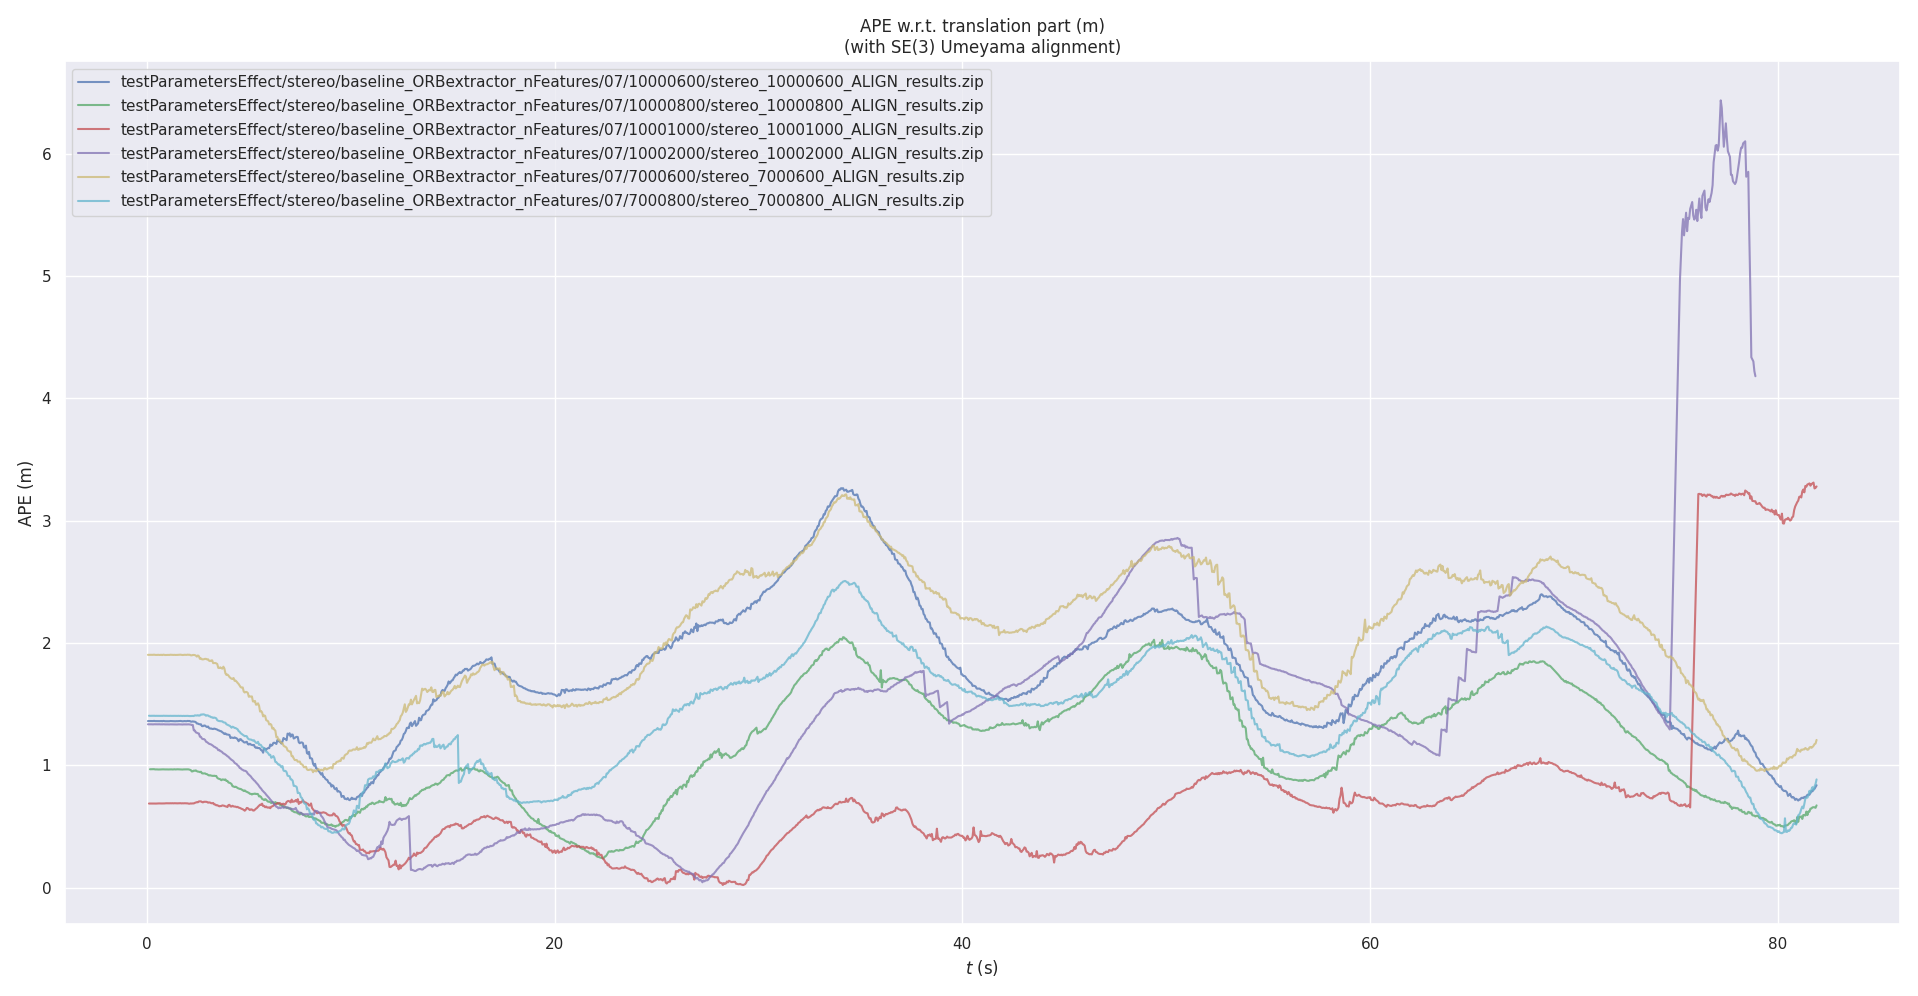 APE w.r.t. translation part (m)
(with SE(3) Umeyama alignment)
testParametersEffect/stereo/baseline_ORBextractor_nFeatures/07/10000600/stereo_10000600_ALIGN_results.zip
testParametersEffect/stereo/baseline_ORBextractor_nFeatures/07/10000800/stereo_10000800_ALIGN_results.zip
testParametersEffect/stereo/baseline_ORBextractor_nFeatures/07/10001000/stereo_10001000_ALIGN_results.zip
testParametersEffect/stereo/baseline_ORBextractor_nFeatures/07/10002000/stereo_10002000_ALIGN_results.zip
testParametersEffect/stereo/baseline_ORBextractor_nFeatures/07/7000600/stereo_7000600_ALIGN_results.zip
testParametersEffect/stereo/baseline_ORBextractor_nFeatures/07/7000800/stereo_7000800_ALIGN_results.zip
APE (m)
6
5
4
3
2
1
0
0 20 40 60 80
t (s)